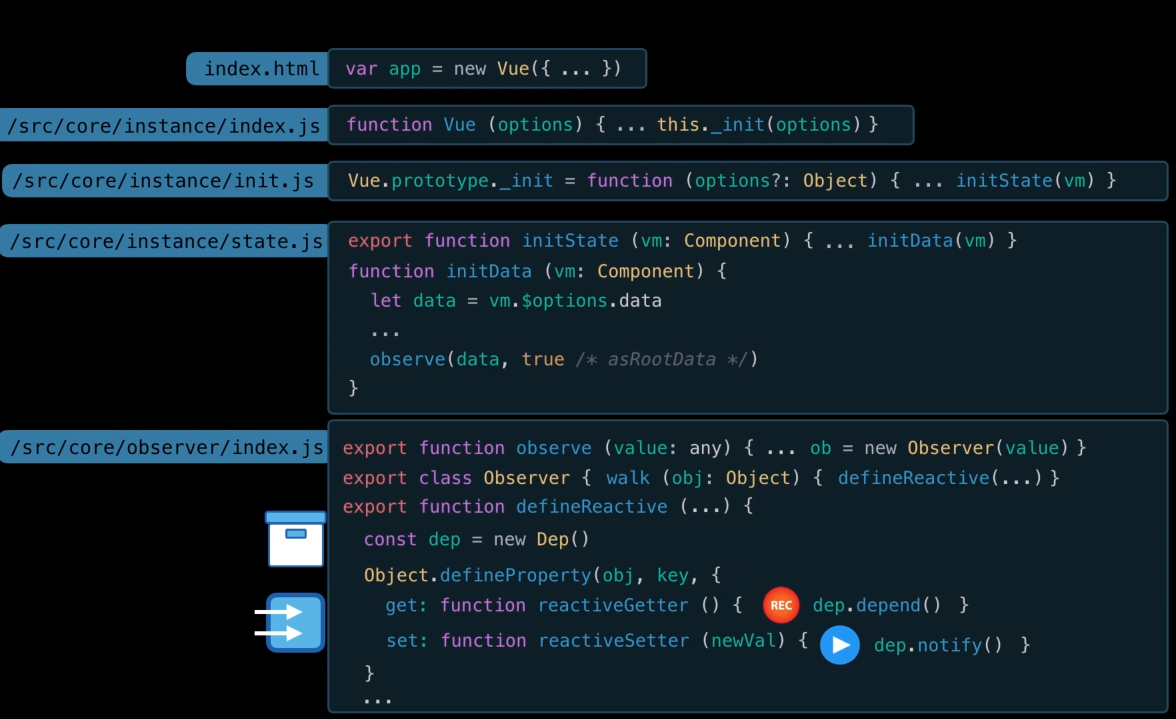 index.html var app = new Vue({ ... })
/src/core/instance/index.js function Vue (options) { ... this._init(options) }
/src/core/instance/init.js Vue.prototype._init = function (options?: Object) { ... initState(vm) }
/src/core/instance/state.js export function initState (vm: Component) { ... initData(vm) }
function initData (vm: Component) {
let data = vm.$options.data
...
observe(data, true /* asRootData */)
}
/src/core/observer/index.js export function observe (value: any) { ... ob = new Observer(value) }
export class Observer { walk (obj: Object) { defineReactive(...) }
export function defineReactive (...) {
const dep = new Dep()
Object.defineProperty(obj, key, {
get: function reactiveGetter () { REC dep.depend() }
set: function reactiveSetter (newVal) { dep.notify() }
}
...